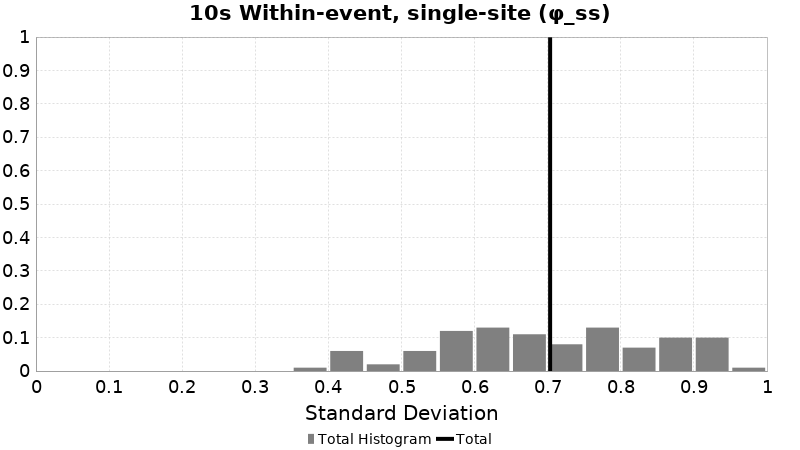 10s Within-event, single-site (φ_ss)
1
0.9
0.8
0.7
0.6
0.5
0.4
0.3
0.2
0.1
0
0 0.1 0.2 0.3 0.4 0.5 0.6 0.7 0.8 0.9 1
Standard Deviation
Total Histogram Total